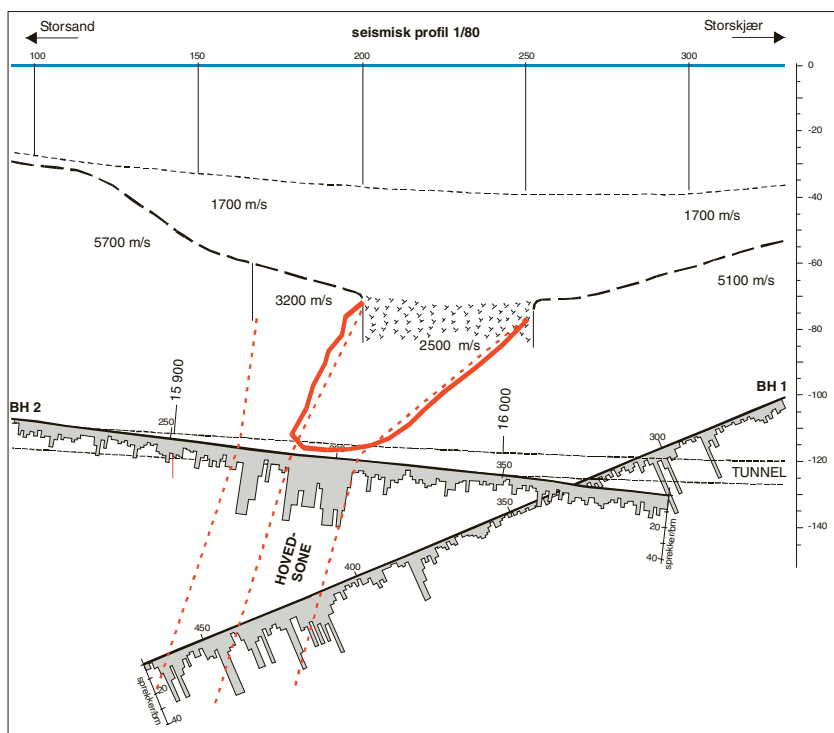 Storsand
seismisk profil 1/80
Storskjær
100
150
200
250
300
0
-20
-40
-60
-80
-100
-120
-140
1700 m/s
1700 m/s
5700 m/s
5100 m/s
3200 m/s
2500 m/s
BH 2
BH 1
15 900
16 000
250
350
300
350
400
450
TUNNEL
HOVED-
SONE
20
40
sprekker/bm
20
40
sprekker/bm